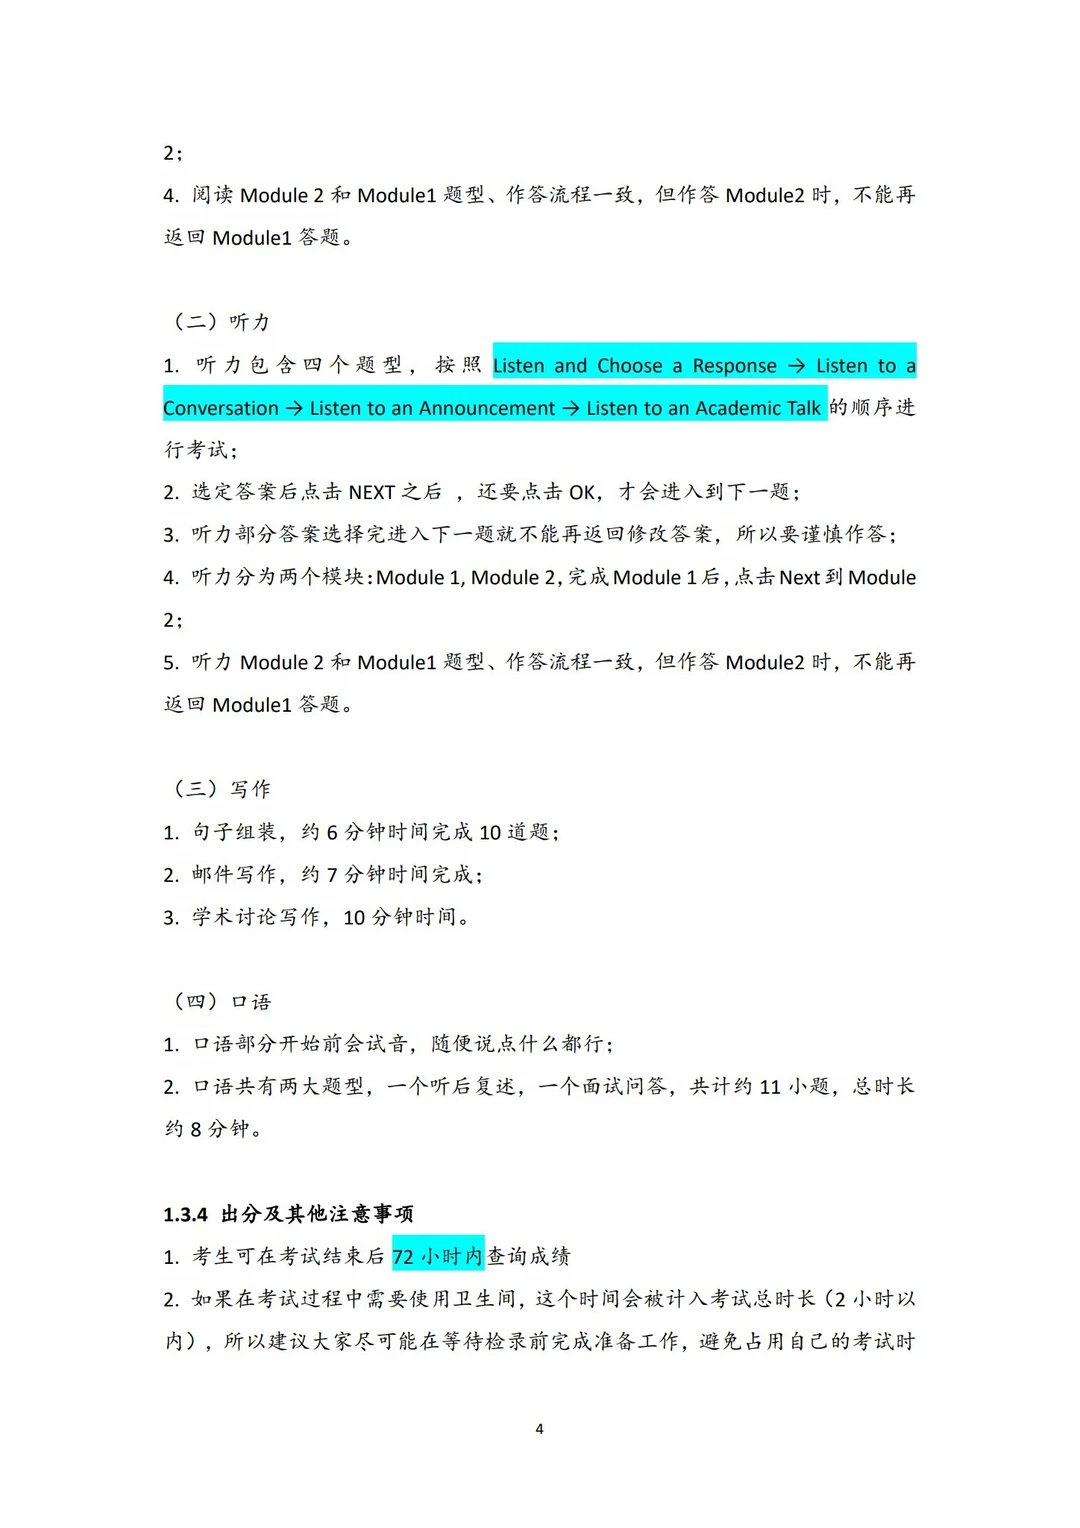 2；
4. 阅读 Module 2 和 Module1 题型、作答流程一致，但作答 Module2 时，不能再
返回 Module1 答题。
（二）听力
1. 听力包含四个题型，按照 Listen and Choose a Response → Listen to a
Conversation → Listen to an Announcement → Listen to an Academic Talk 的顺序进
行考试；
2. 选定答案后点击 NEXT 之后 ，还要点击 OK，才会进入到下一题；
3. 听力部分答案选择完进入下一题就不能再返回修改答案，所以要谨慎作答；
4. 听力分为两个模块：Module 1, Module 2，完成 Module 1 后，点击 Next 到 Module
2；
5. 听力 Module 2 和 Module1 题型、作答流程一致，但作答 Module2 时，不能再
返回 Module1 答题。
（三）写作
1. 句子组装，约 6 分钟时间完成 10 道题；
2. 邮件写作，约 7 分钟时间完成；
3. 学术讨论写作，10 分钟时间。
（四）口语
1. 口语部分开始前会试音，随便说点什么都行；
2. 口语共有两大题型，一个听后复述，一个面试问答，共计约 11 小题，总时长
约 8 分钟。
1.3.4 出分及其他注意事项
1. 考生可在考试结束后 72 小时内查询成绩
2. 如果在考试过程中需要使用卫生间，这个时间会被计入考试总时长（2 小时以
内），所以建议大家尽可能在等待检录前完成准备工作，避免占用自己的考试时
4